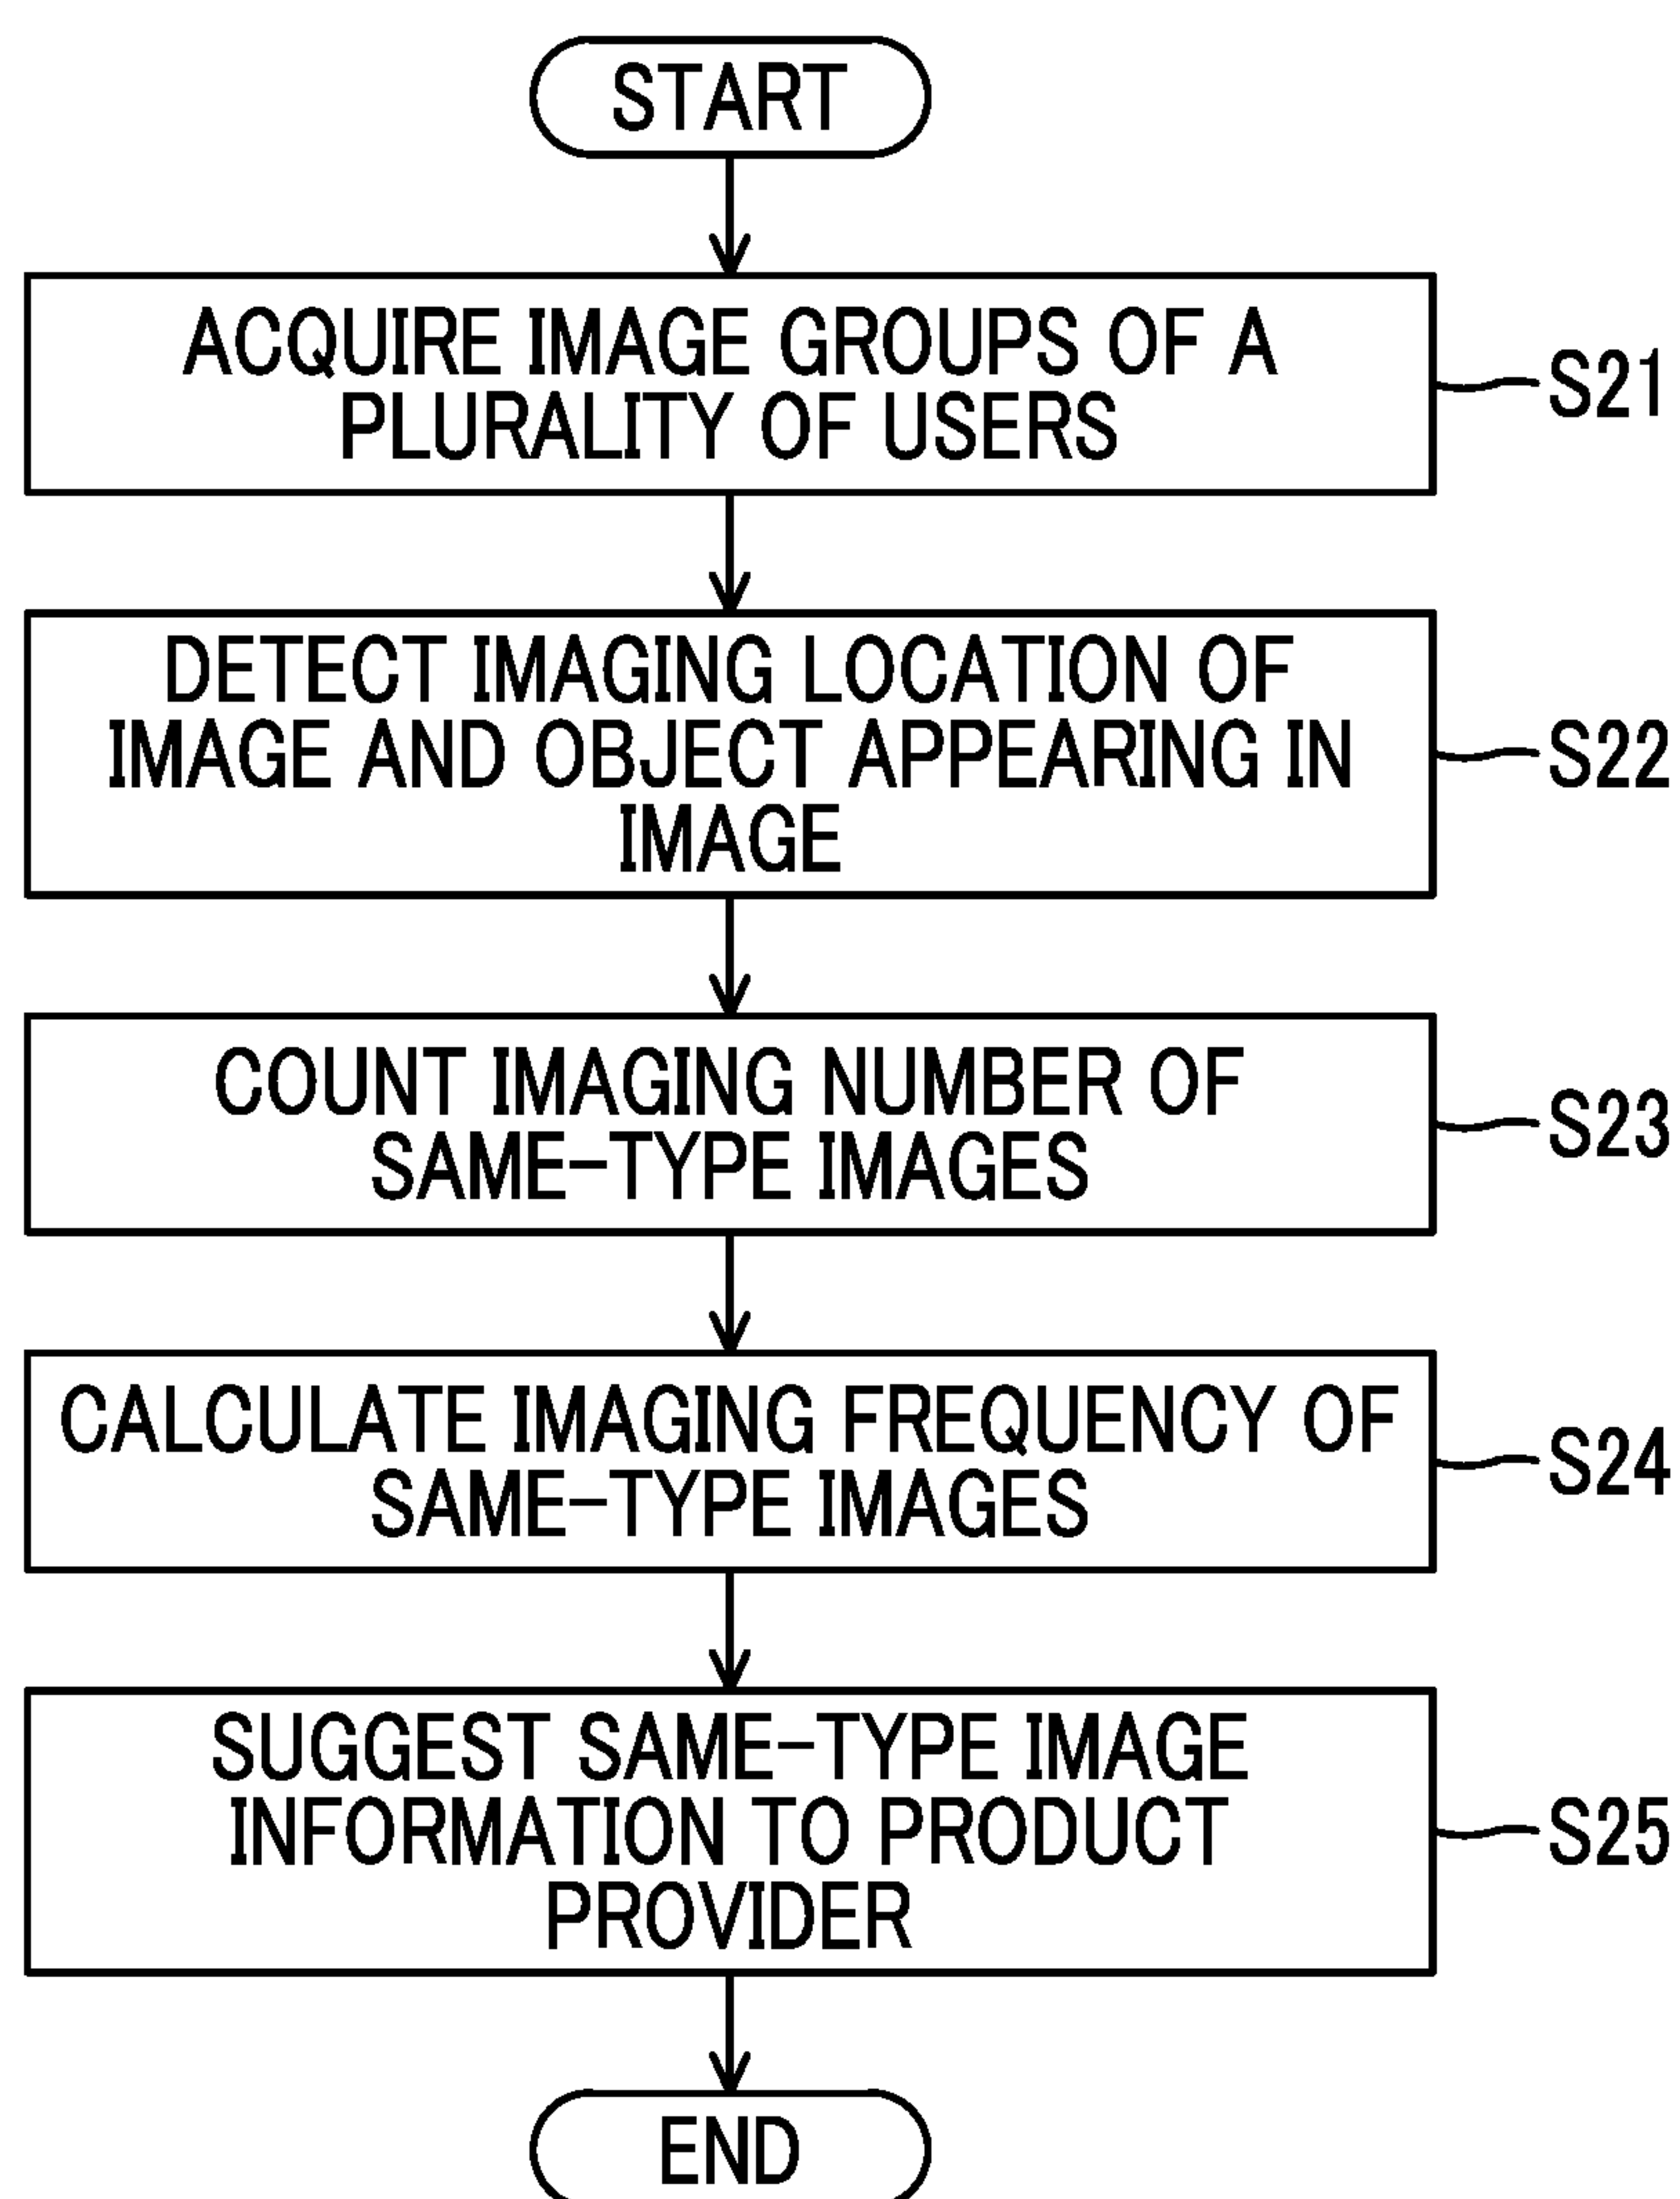 START
ACQUIRE IMAGE GROUPS OF A
PLURALITY OF USERS
S21
DETECT IMAGING LOCATION OF
IMAGE AND OBJECT APPEARING IN
IMAGE
S22
COUNT IMAGING NUMBER OF
SAME-TYPE IMAGES
S23
CALCULATE IMAGING FREQUENCY OF
SAME-TYPE IMAGES
S24
SUGGEST SAME-TYPE IMAGE
INFORMATION TO PRODUCT
PROVIDER
S25
END